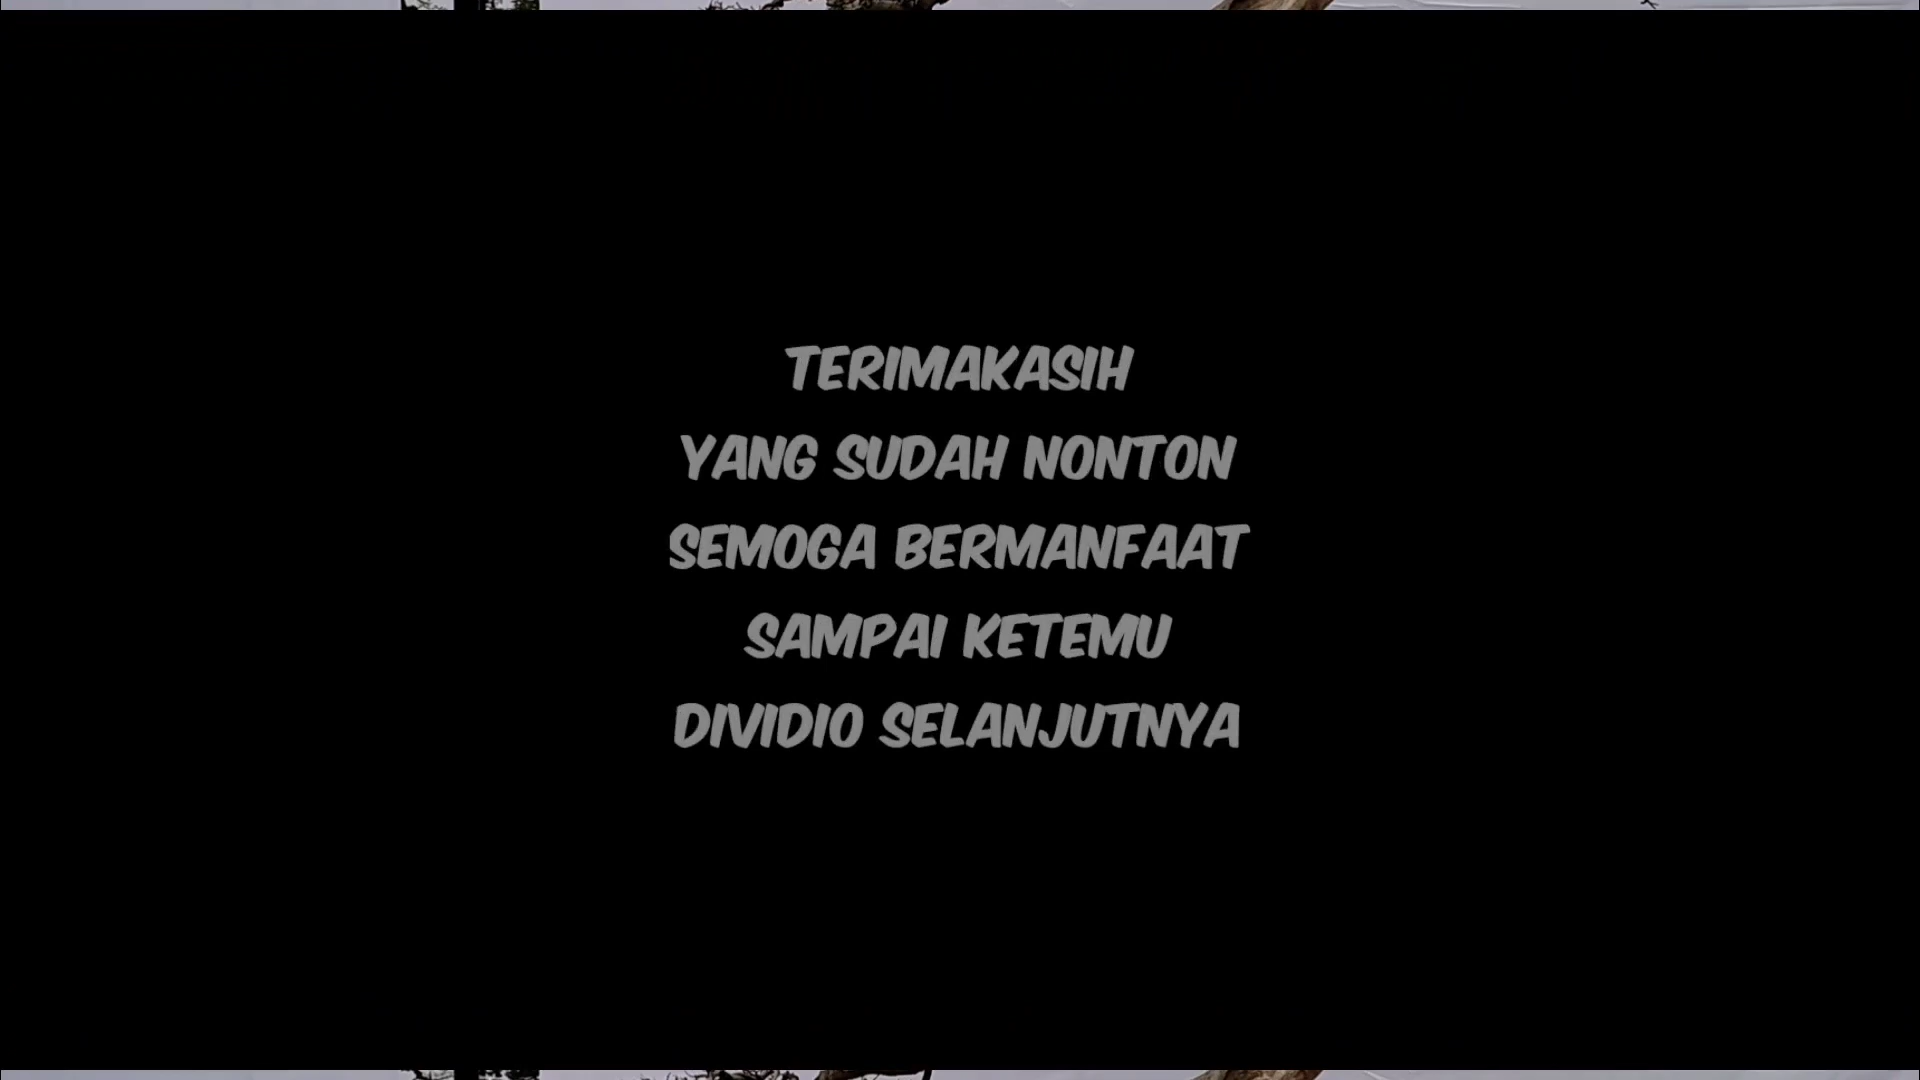 TERIMAKASIH
YANG SUDAH NONTON
SEMOGA BERMANFAAT
SAMPAI KETEMU
DIVIDIO SELANJUTNYA